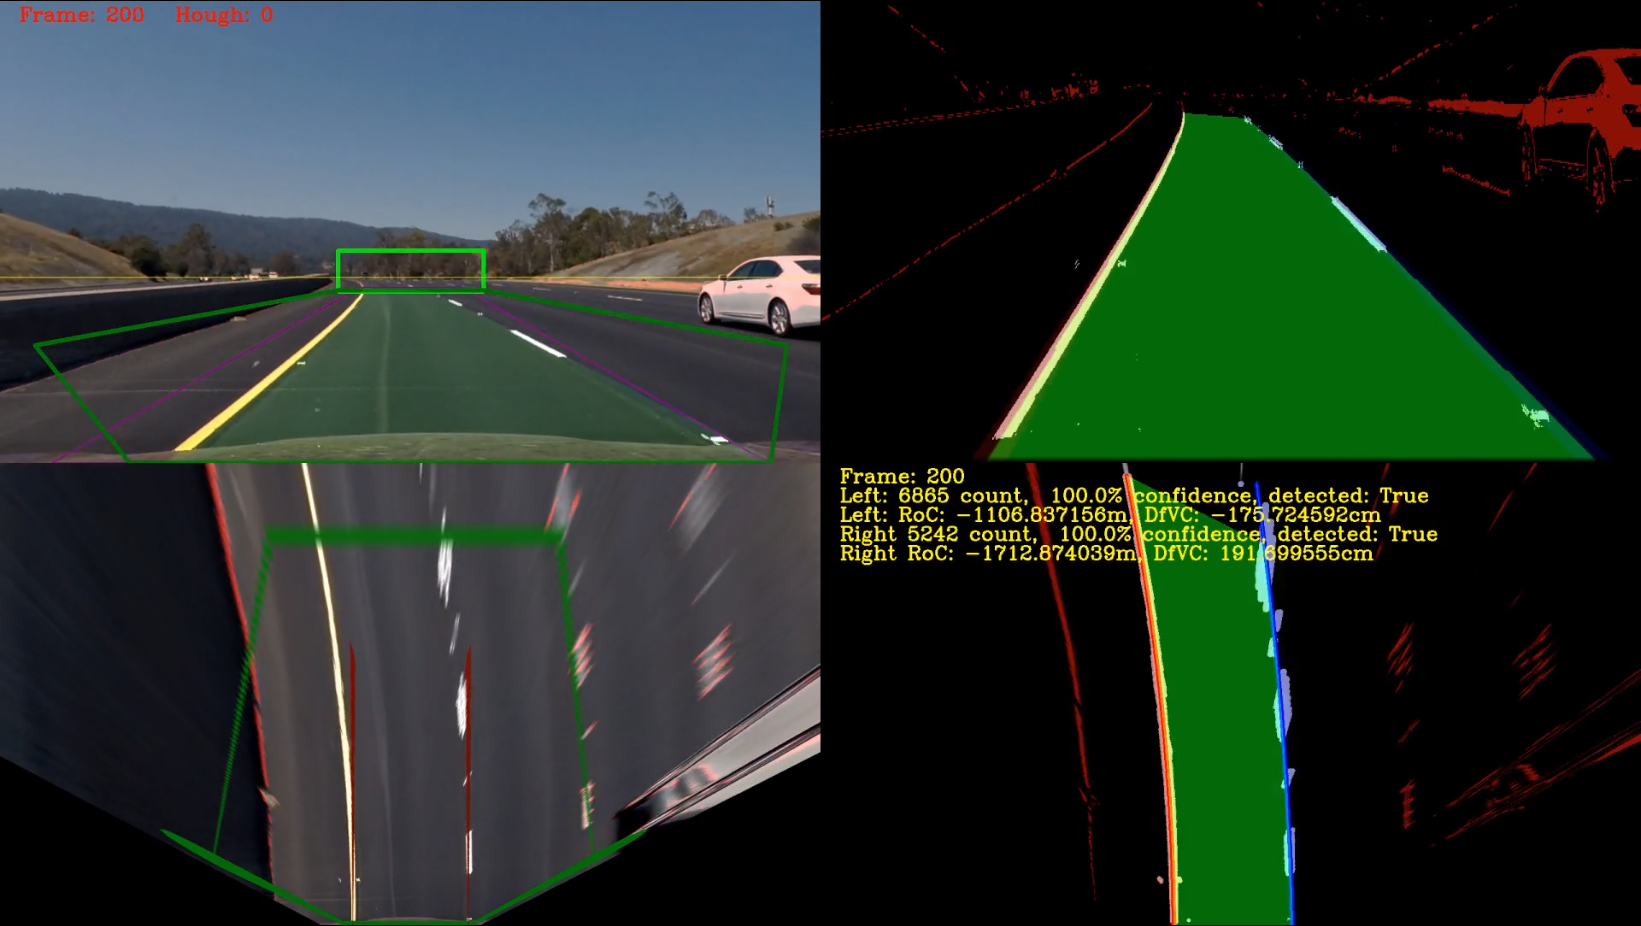 Frame: 200 Hough: 0
Frame: 200
Left: 6865 count, 100.0% confidence, detected: True
Left: RoC: -1106.837156m, DfVC: -175.724592cm
Right 5242 count, 100.0% confidence, detected: True
Right RoC: -1712.874039m, DfVC: 191.699555cm